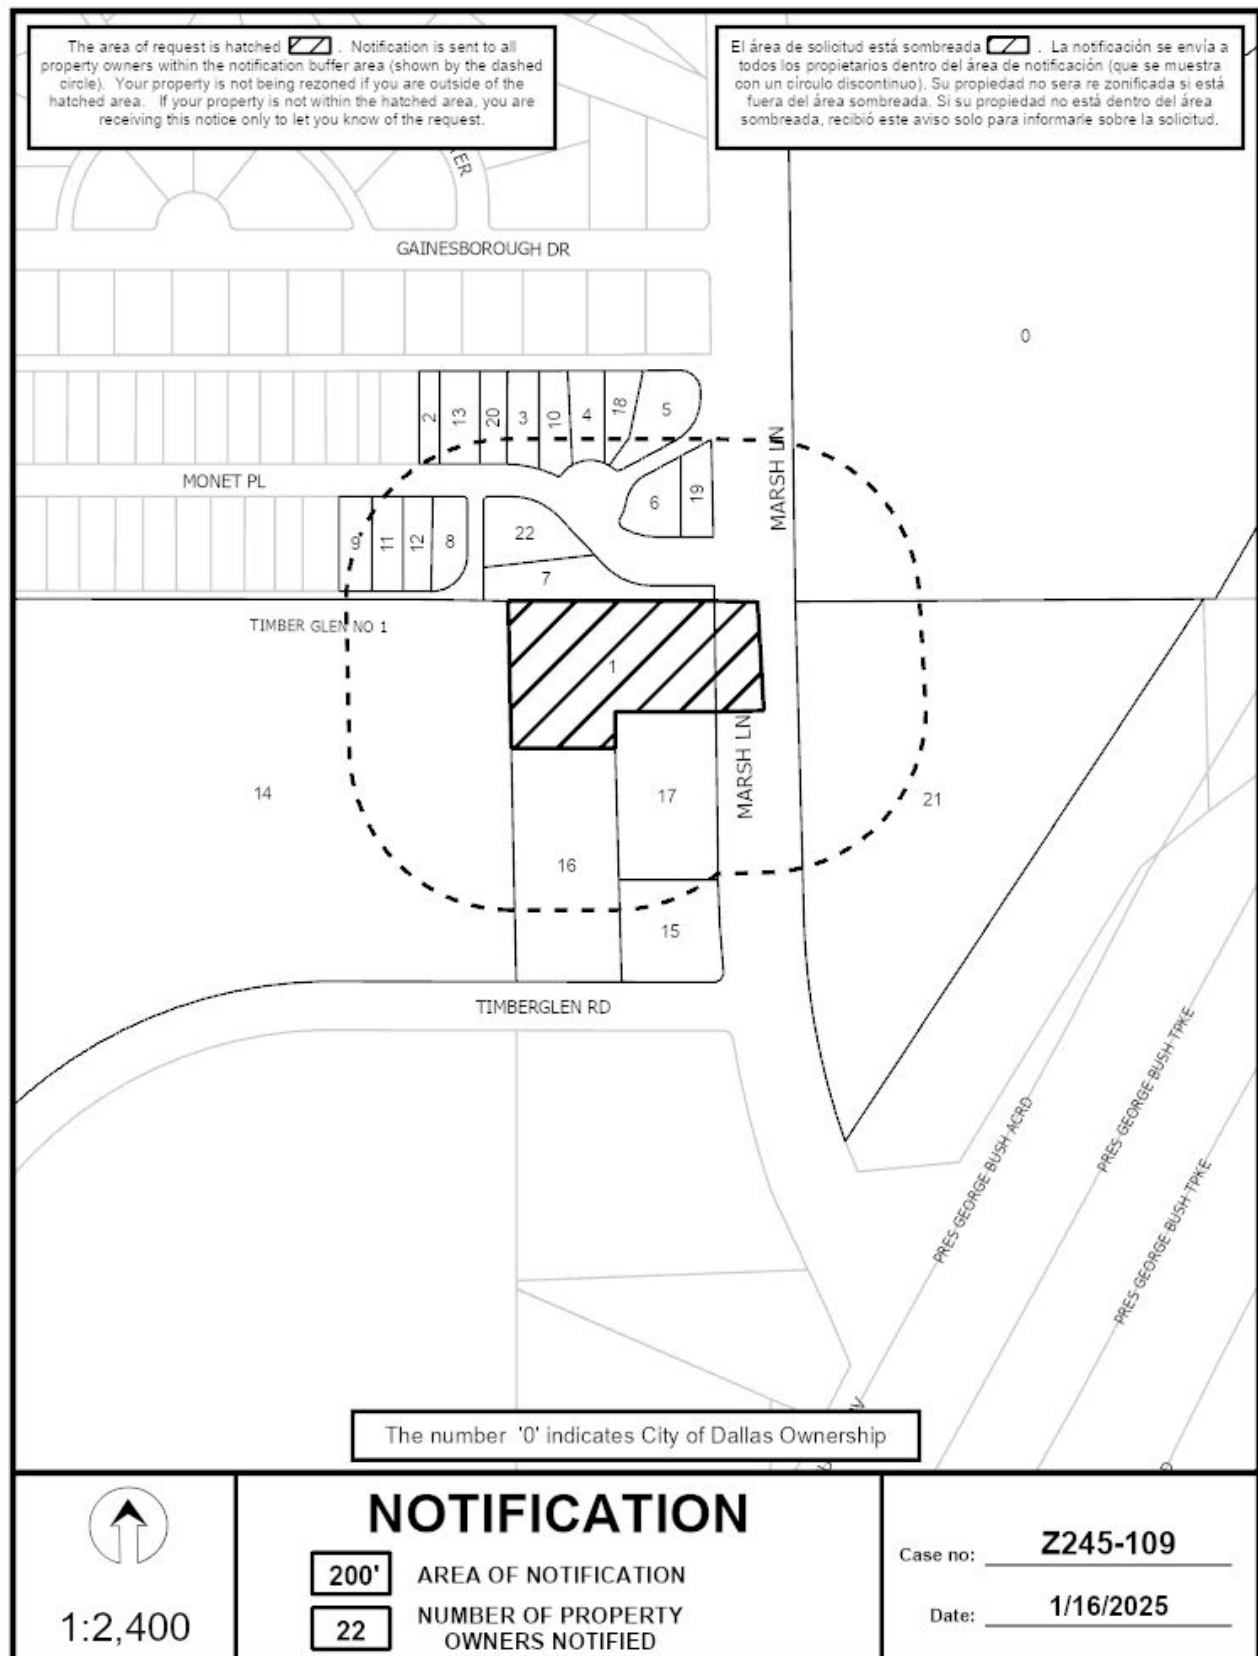 The area of request is hatched . Notification is sent to all
property owners within the notification buffer area (shown by the dashed
circle). Your property is not being rezoned if you are outside of the
hatched area. If your property is not within the hatched area, you are
receiving this notice only to let you know of the request.
El área de solicitud está sombreada . La notificación se envía a
todos los propietarios dentro del área de notificación (que se muestra
con un círculo discontinuo). Su propiedad no sera re zonificada si está
fuera del área sombreada. Si su propiedad no está dentro del área
sombreada, recibió este aviso solo para informarle sobre la solicitud.
GAINESBOROUGH DR
0
2
13
20
3
10
4
18
5
MARSH LN
MONET PL
6
19
9
11
12
8
22
7
TIMBER GLEN NO 1
1
MARSH LN
14
17
21
16
15
TIMBERGLEN RD
PRES GEORGE BUSH ACRD
PRES GEORGE BUSH TPKE
PRES GEORGE BUSH TPKE
The number '0' indicates City of Dallas Ownership
1:2,400
NOTIFICATION
200' AREA OF NOTIFICATION
22 NUMBER OF PROPERTY
OWNERS NOTIFIED
Case no: Z245-109
Date: 1/16/2025